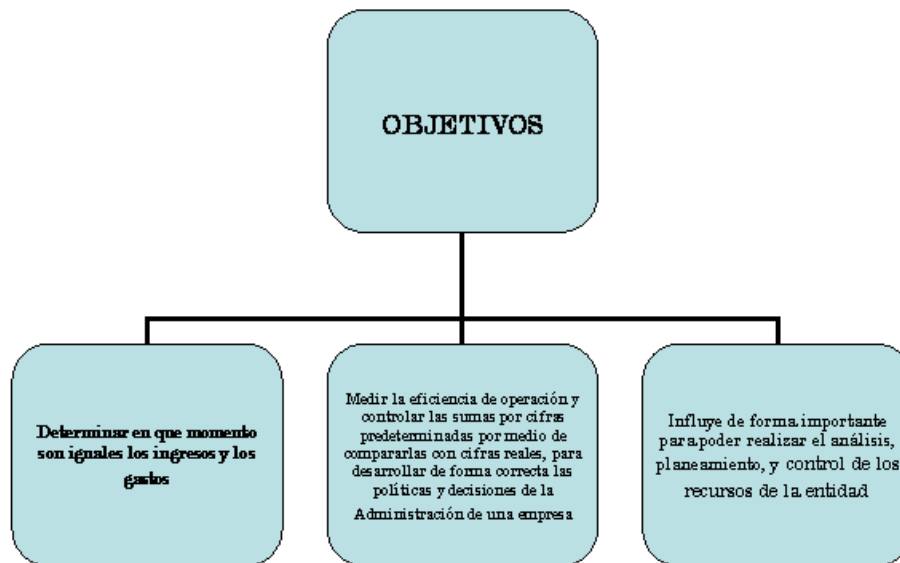 OBJETIVOS
Determinar en que momento
son iguales los ingresos y los
gastos
Medir la eficiencia de operación y
controlar las sumas por cifras
predeterminadas por medio de
compararlas con cifras reales, para
desarrollar de forma correcta las
políticas y decisiones de la
Administración de una empresa
Influye de forma importante
para poder realizar el análisis,
planeamiento, y control de los
recursos de la entidad